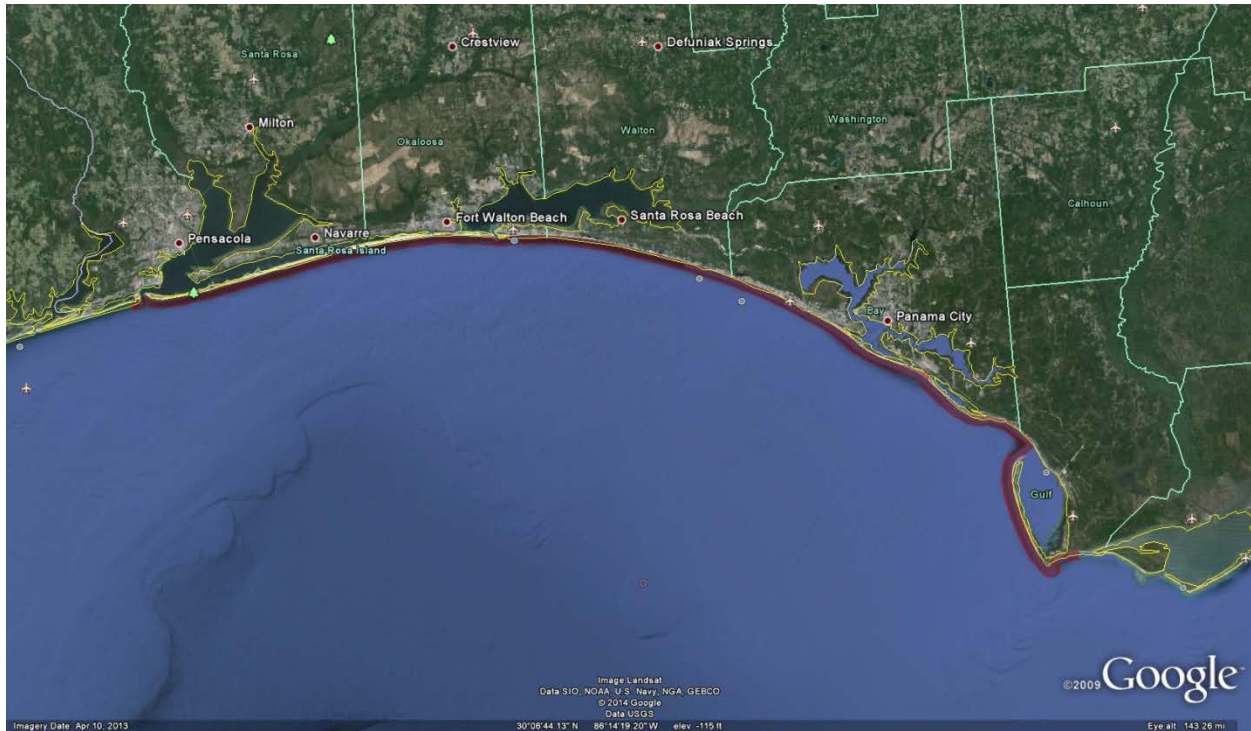 Crestview
Defuniak Springs
Santa Rosa
Milton
Okaloosa
Walton
Washington
Calhoun
Fort Walton Beach
Santa Rosa Beach
Pensacola
Navarre
Santa Rosa Island
Bay
Panama City
Gulf
Image Landsat
Data SIO, NOAA, U.S. Navy, NGA, GEBCO
© 2014 Google
Data USGS
©2009 Google
Imagery Date: Apr 10, 2013 30°06'44.13" N 86°14'19.20" W elev -115 ft Eye alt 143.26 mi